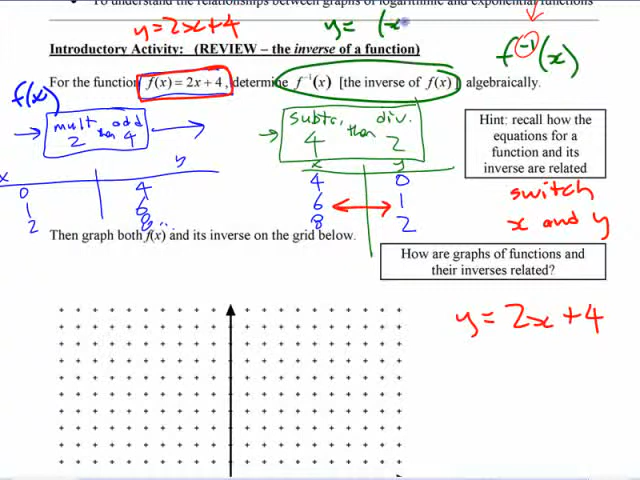 To understand the relationships between graphs of logarithmic and exponential functions
y = 2x + 4
y = (x
Introductory Activity: (REVIEW – the inverse of a function)
f⁻¹(x)
For the function f(x) = 2x + 4, determine f⁻¹(x) [the inverse of f(x)] algebraically.
f(x)
mult add
2 then 4
subtr. div.
4 then 2
Hint: recall how the
equations for a
function and its
inverse are related
x y
0 4
1 6
2 8
x y
4 0
6 1
8 2
switch
x and y
Then graph both f(x) and its inverse on the grid below.
How are graphs of functions and
their inverses related?
y = 2x + 4